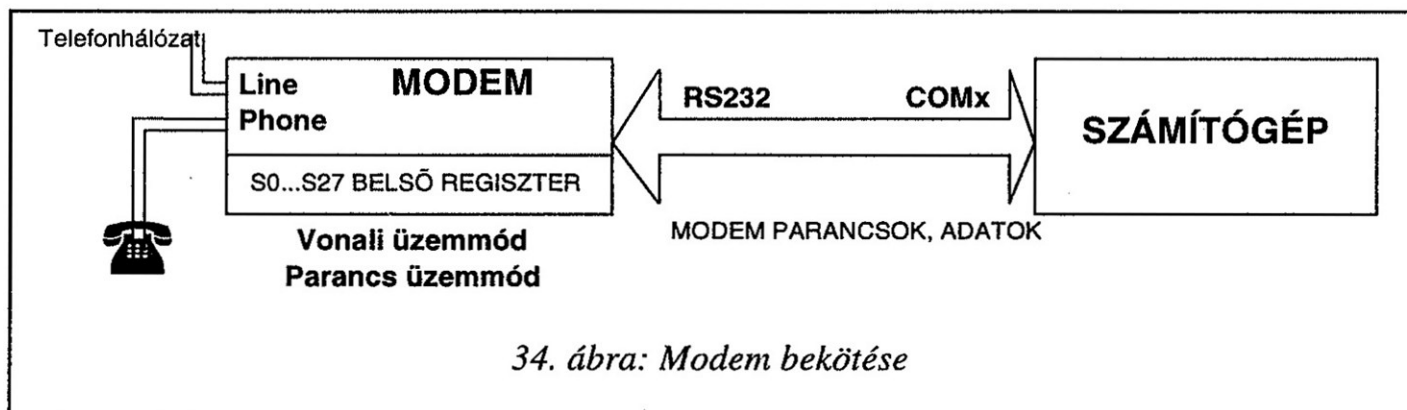 Telefonhálózat
Line MODEM
Phone
S0...S27 BELSÕ REGISZTER
Vonali üzemmód
Parancs üzemmód
RS232 COMx
MODEM PARANCSOK, ADATOK
SZÁMÍTÓGÉP
34. ábra: Modem bekötése